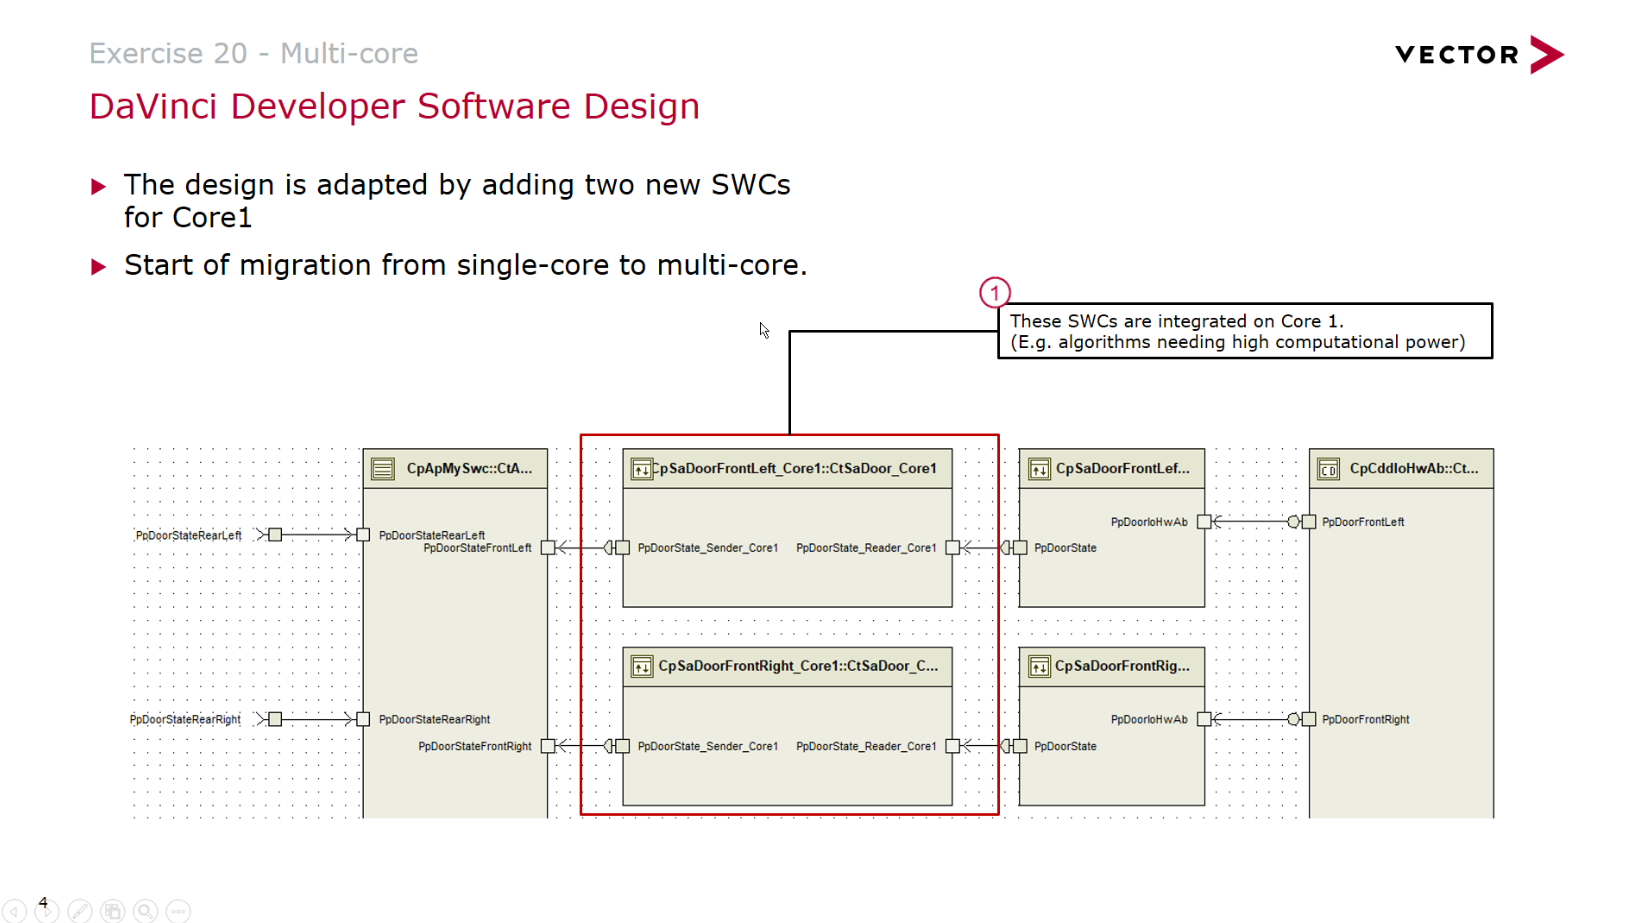 Exercise 20 - Multi-core
VECTOR
DaVinci Developer Software Design
The design is adapted by adding two new SWCs
for Core1
Start of migration from single-core to multi-core.
1
These SWCs are integrated on Core 1.
(E.g. algorithms needing high computational power)
CpApMySwc::CtA...
CpSaDoorFrontLeft_Core1::CtSaDoor_Core1
CpSaDoorFrontLef...
CD
CpCddIoHwAb::Ct...
PpDoorIoHwAb
PpDoorFrontLeft
PpDoorStateRearLeft
PpDoorStateRearLeft
PpDoorStateFrontLeft
PpDoorState_Sender_Core1
PpDoorState_Reader_Core1
PpDoorState
CpSaDoorFrontRight_Core1::CtSaDoor_C...
CpSaDoorFrontRig...
PpDoorStateRearRight
PpDoorStateRearRight
PpDoorIoHwAb
PpDoorFrontRight
PpDoorStateFrontRight
PpDoorState_Sender_Core1
PpDoorState_Reader_Core1
PpDoorState
4